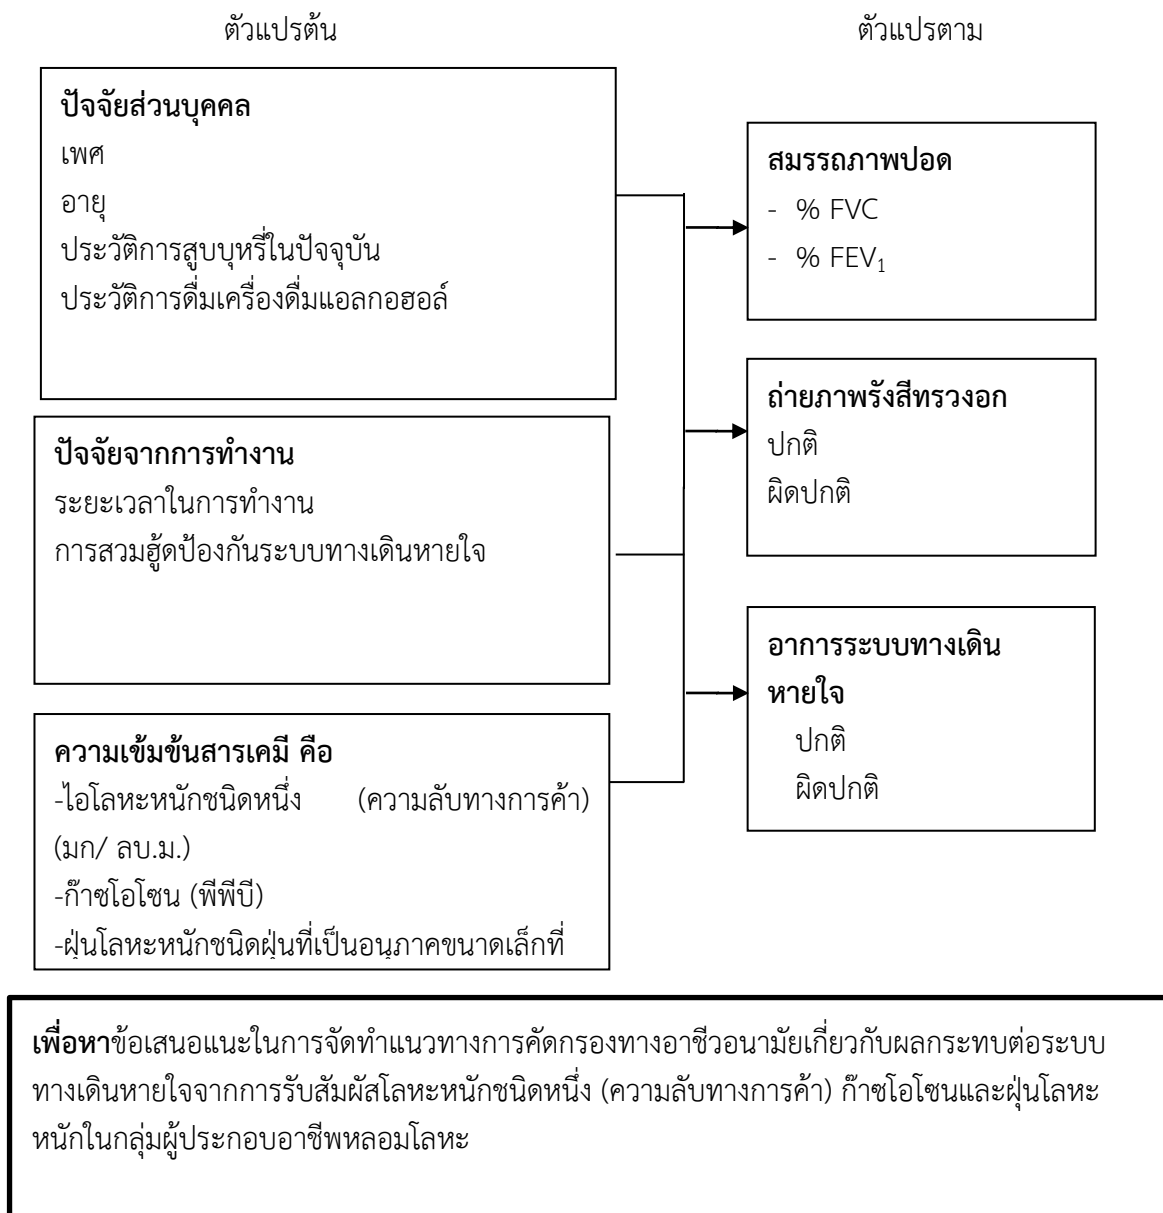 ตัวแปรต้น
ตัวแปรตาม
ปัจจัยส่วนบุคคล
เพศ
อายุ
ประวัติการสูบบุหรี่ในปัจจุบัน
ประวัติการดื่มเครื่องดื่มแอลกอฮอล์
ปัจจัยจากการทำงาน
ระยะเวลาในการทำงาน
การสวมฮู้ดป้องกันระบบทางเดินหายใจ
ความเข้มข้นสารเคมี คือ
-ไอโลหะหนักชนิดหนึ่ง (ความลับทางการค้า)
(มก/ ลบ.ม.)
-ก๊าซโอโซน (พีพีบี)
-ฝุ่นโลหะหนักชนิดฝุ่นที่เป็นอนุภาคขนาดเล็กที่
สมรรถภาพปอด
- % FVC
- % FEV₁
ถ่ายภาพรังสีทรวงอก
ปกติ
ผิดปกติ
อาการระบบทางเดิน
หายใจ
ปกติ
ผิดปกติ
เพื่อหาข้อเสนอแนะในการจัดทำแนวทางการคัดกรองทางอาชีวอนามัยเกี่ยวกับผลกระทบต่อระบบ
ทางเดินหายใจจากการรับสัมผัสโลหะหนักชนิดหนึ่ง (ความลับทางการค้า) ก๊าซโอโซนและฝุ่นโลหะ
หนักในกลุ่มผู้ประกอบอาชีพหลอมโลหะ